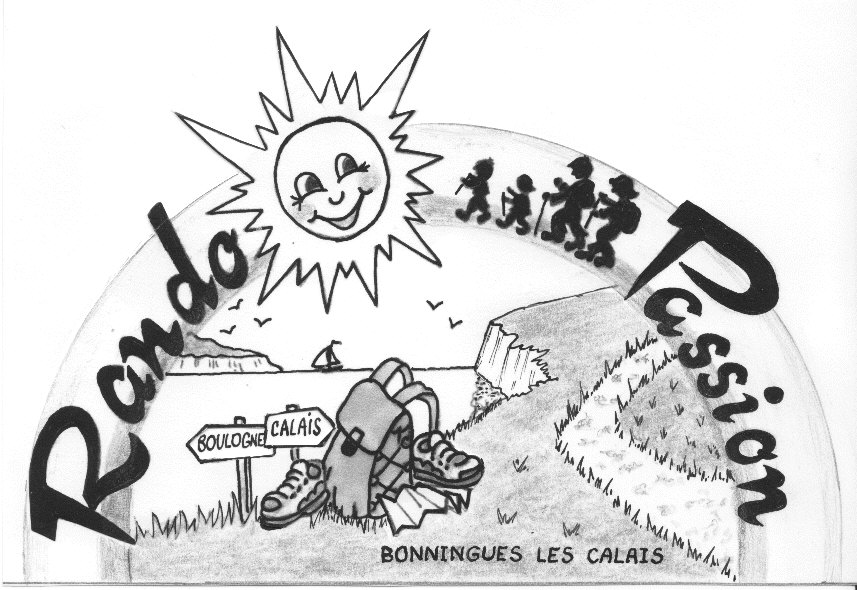 Rando Passion
BOULOGNE
CALAIS
BONNINGUES LES CALAIS